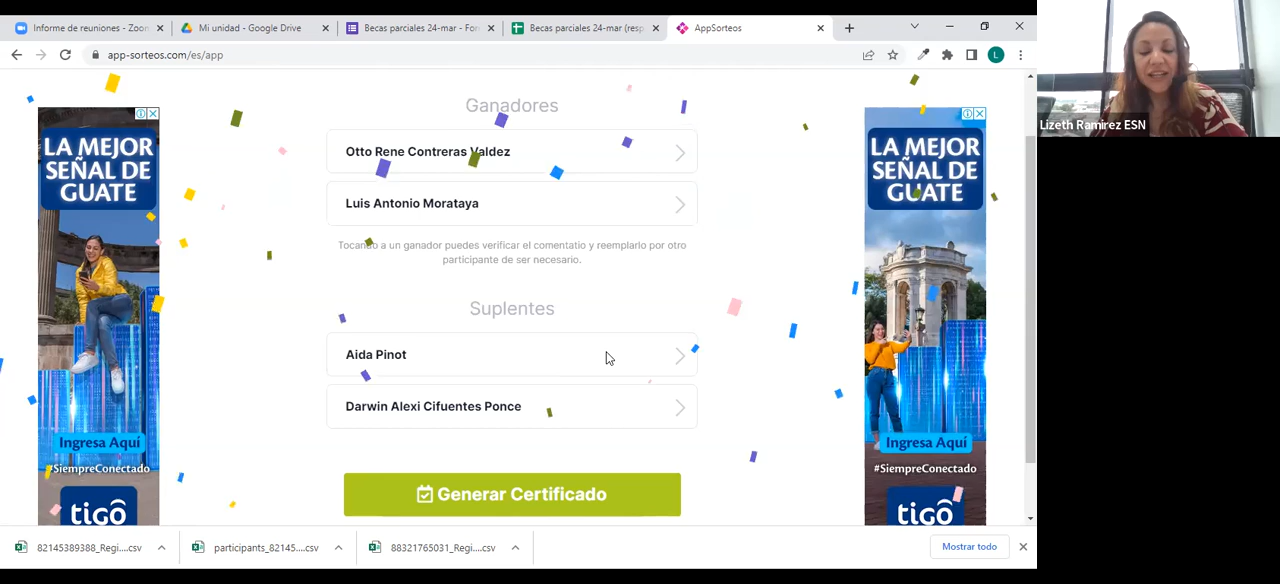 Informe de reuniones - Zoom
Mi unidad - Google Drive
Becas parciales 24-mar - For
Becas parciales 24-mar (resp
AppSorteos
app-sorteos.com/es/app
L
Lizeth Ramirez ESN
LA MEJOR
SEÑAL DE
GUATE
Ingresa Aquí
#SiempreConectado
tigo
Ganadores
Otto Rene Contreras Valdez
Luis Antonio Morataya
Tocando a un ganador puedes verificar el comentatio y reemplarlo por otro
participante de ser necesario.
Suplentes
Aida Pinot
Darwin Alexi Cifuentes Ponce
Generar Certificado
LA MEJOR
SEÑAL DE
GUATE
Ingresa Aquí
#SiempreConectado
tigo
82145389388_Regi....csv
participants_82145....csv
88321765031_Regi....csv
Mostrar todo